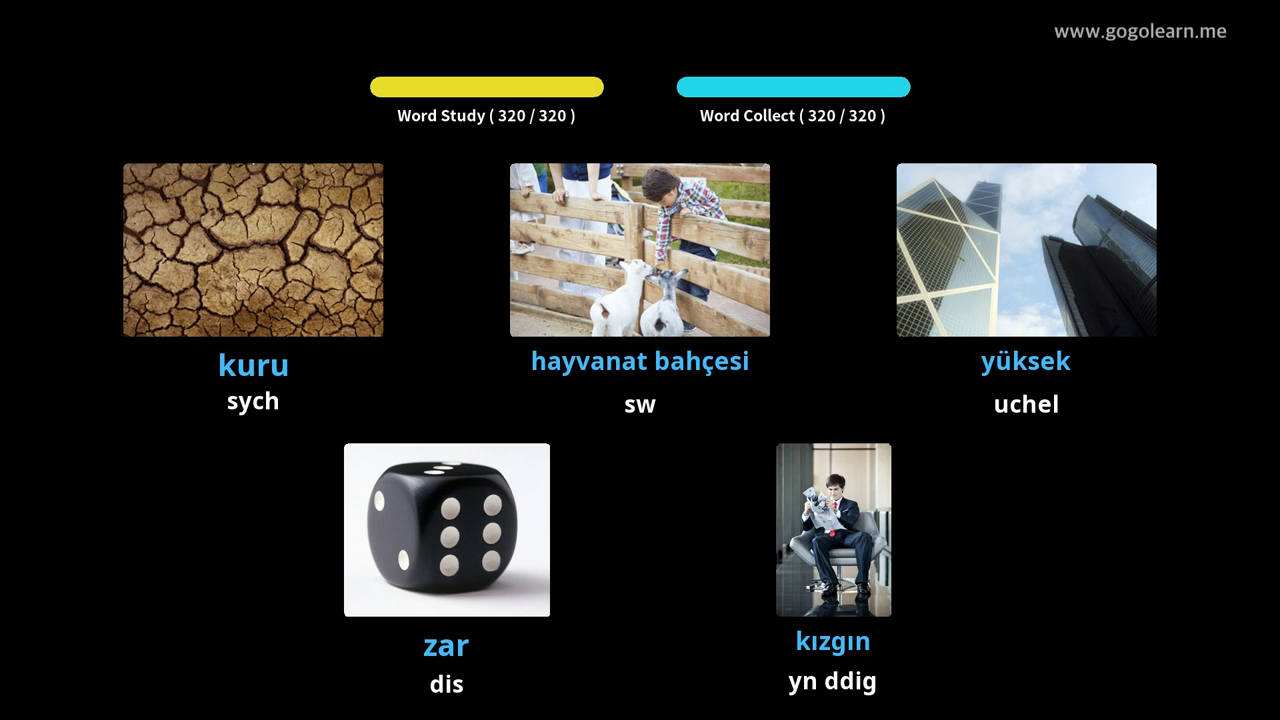 www.gogolearn.me
Word Study ( 320 / 320 )
Word Collect ( 320 / 320 )
kuru
sych
hayvanat bahçesi
sw
yüksek
uchel
zar
dis
kızgın
yn ddig